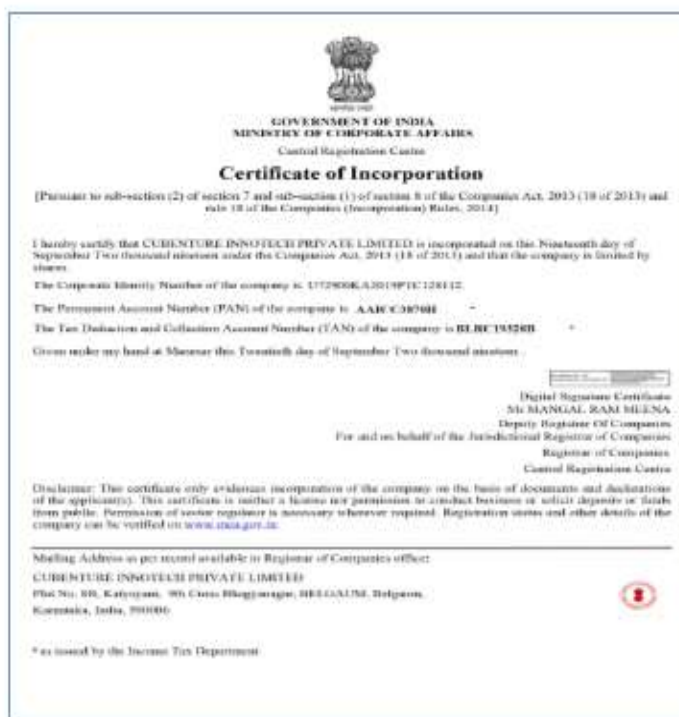 GOVERNMENT OF INDIA
MINISTRY OF CORPORATE AFFAIRS
Central Registration Centre
Certificate of Incorporation
[Pursuant to sub-section (2) of section 7 and sub-section (1) of section 8 of the Companies Act, 2013 (18 of 2013) and
rule 18 of the Companies (Incorporation) Rules, 2014]
I hereby certify that CUBENTURE INNOTECH PRIVATE LIMITED is incorporated on this Nineteenth day of
September Two thousand nineteen under the Companies Act, 2013 (18 of 2013) and that the company is limited by
shares.
The Corporate Identity Number of the company is
The Permanent Account Number (PAN) of the company is
The Tax Deduction and Collection Account Number (TAN) of the company is
Given under my hand at Manesar this Twentieth day of September Two thousand nineteen .
Digital Signature Certificate
Mr MANGAL RAM MEENA
Deputy Registrar Of Companies
For and on behalf of the Jurisdictional Registrar of Companies
Registrar of Companies
Central Registration Centre
Disclaimer: This certificate only evidences incorporation of the company on the basis of documents and declarations
of the applicant(s). This certificate is neither a license nor permission to conduct business or solicit deposits or funds
from public. Permission of sector regulator is necessary wherever required. Registration status and other details of the
company can be verified on www.mca.gov.in
Mailing Address as per record available in Registrar of Companies office:
CUBENTURE INNOTECH PRIVATE LIMITED
Plot No. Cross Bhagyanagar, BELGAUM, Belgaum,
Karnataka, India, 590006
* as issued by the Income Tax Department